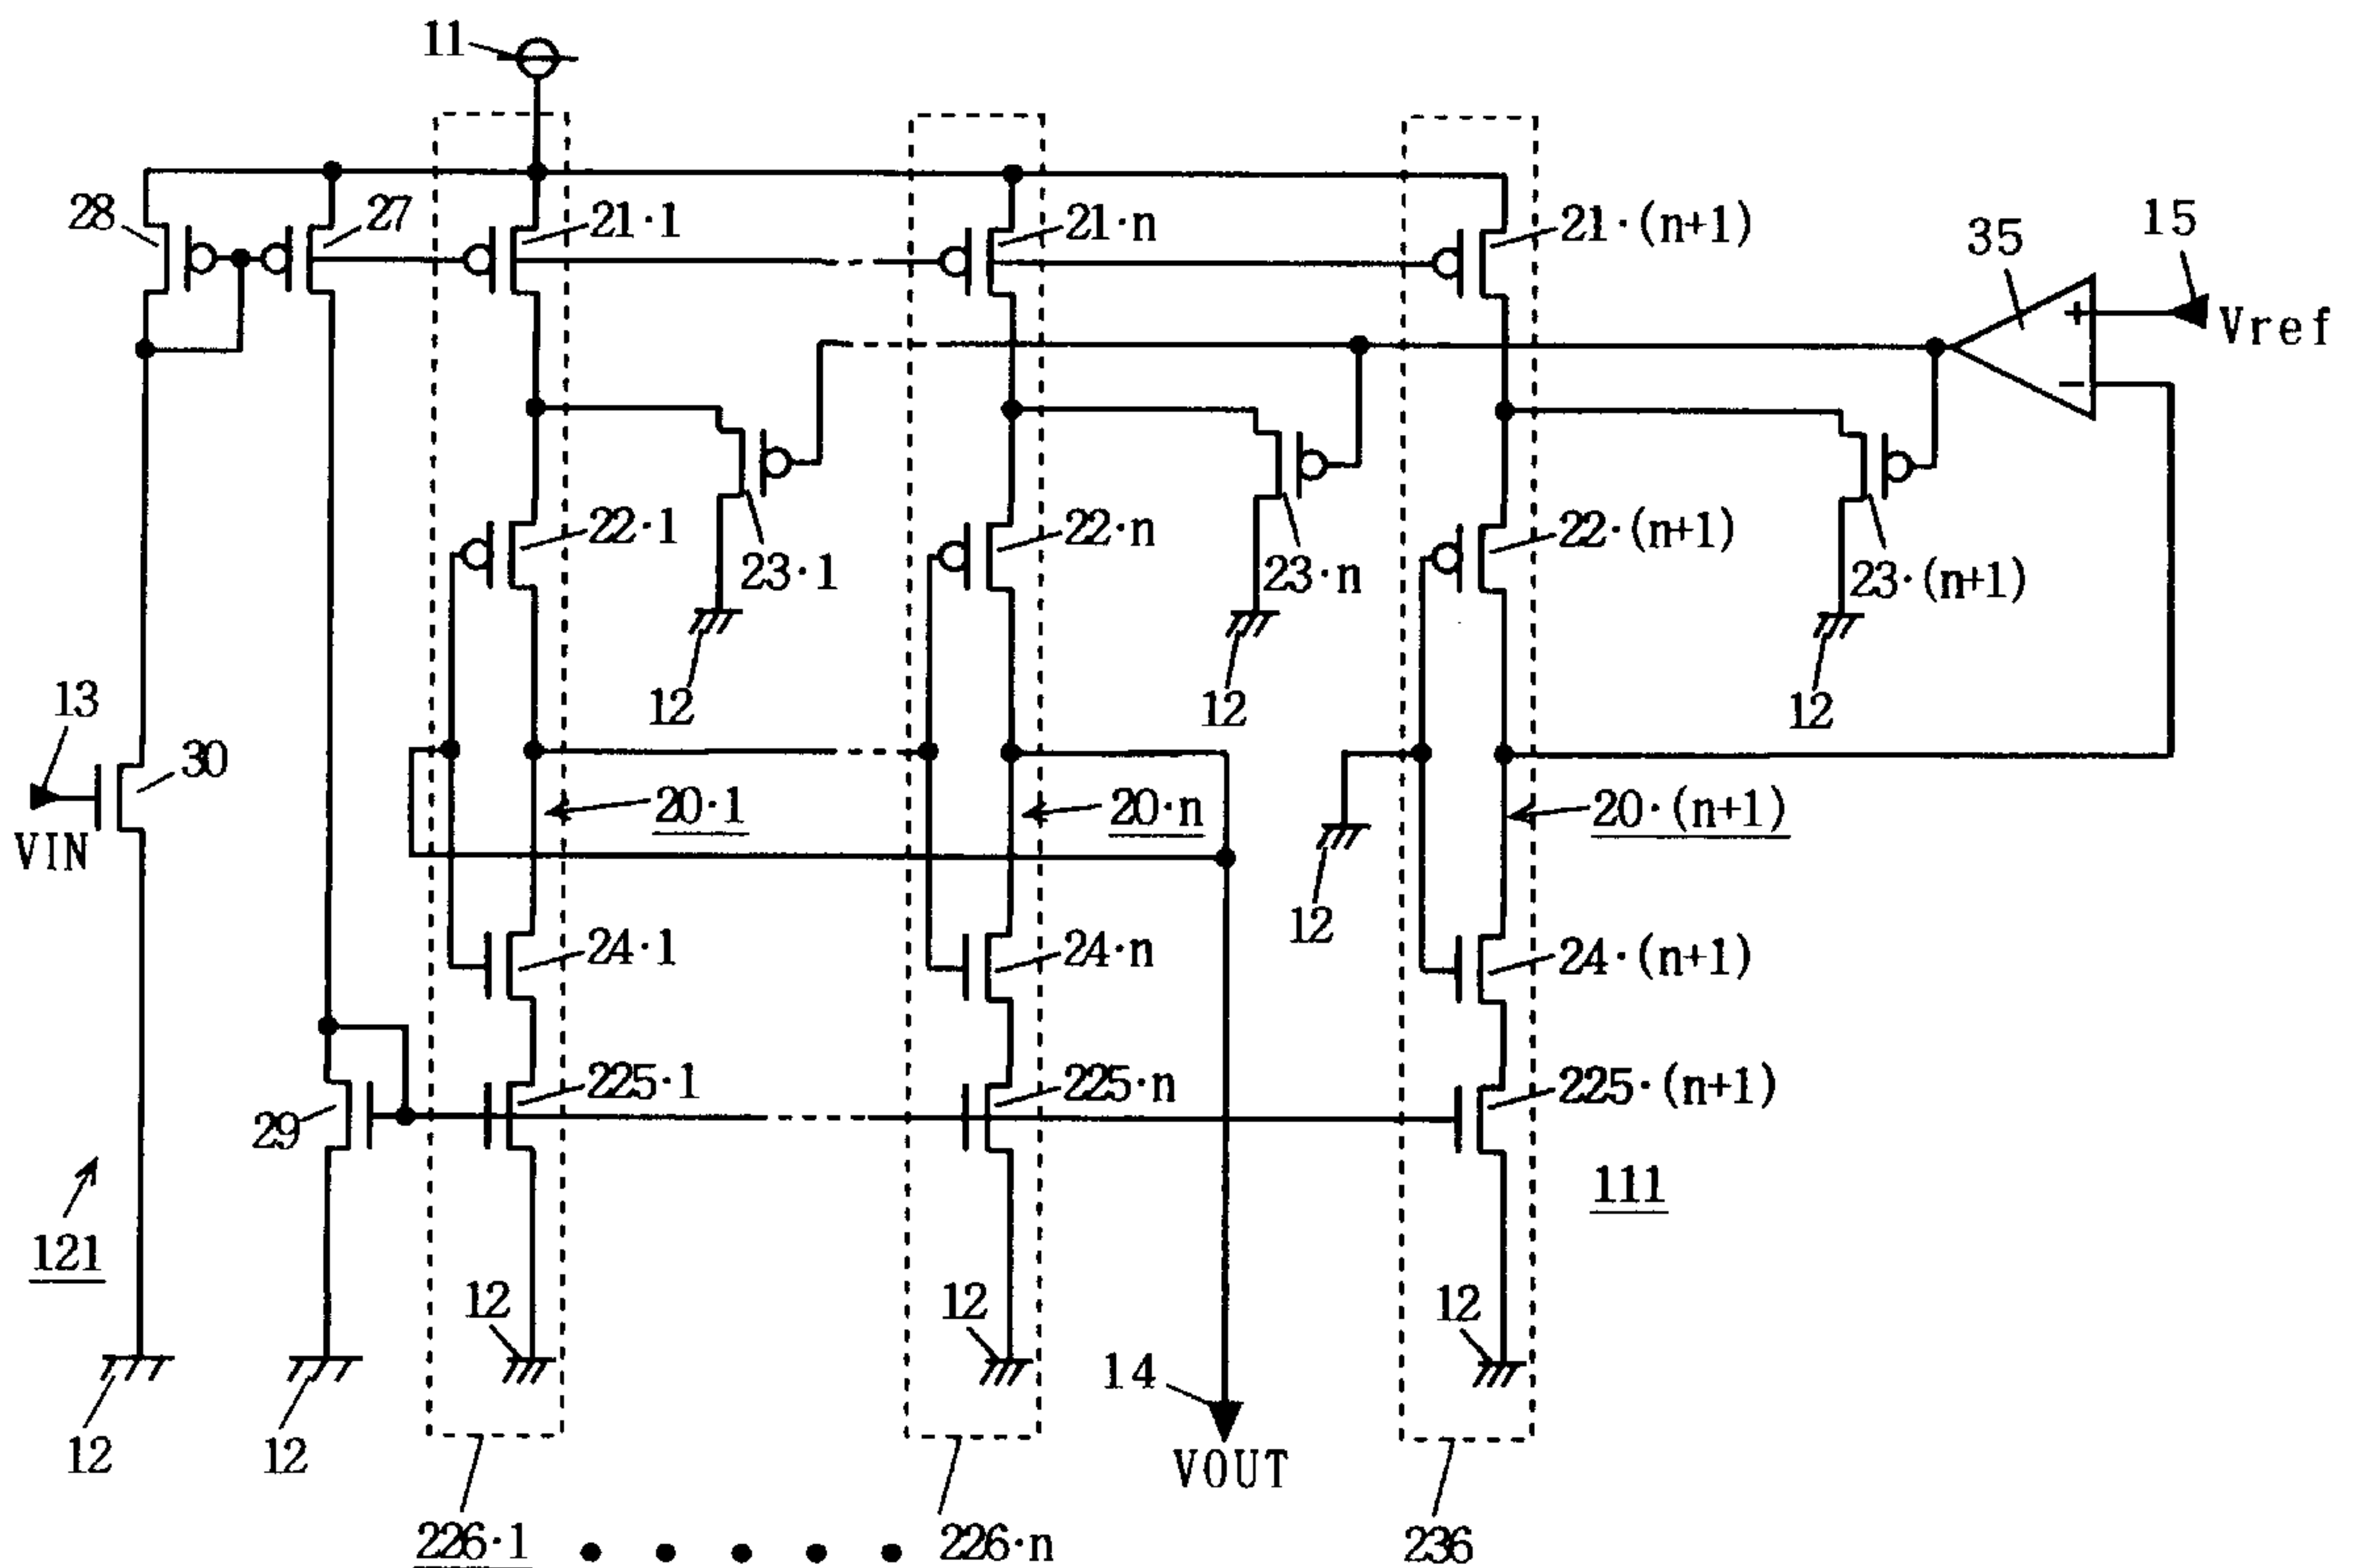 11
28
27
21·1
21·n
21·(n+1)
35
15
+
Vref
−
22·1
23·1
22·n
23·n
22·(n+1)
23·(n+1)
12
12
12
13
30
VIN
20·1
20·n
20·(n+1)
12
24·1
24·n
24·(n+1)
29
225·1
225·n
225·(n+1)
111
121
12
12
12
14
12
12
VOUT
226·1
226·n
236